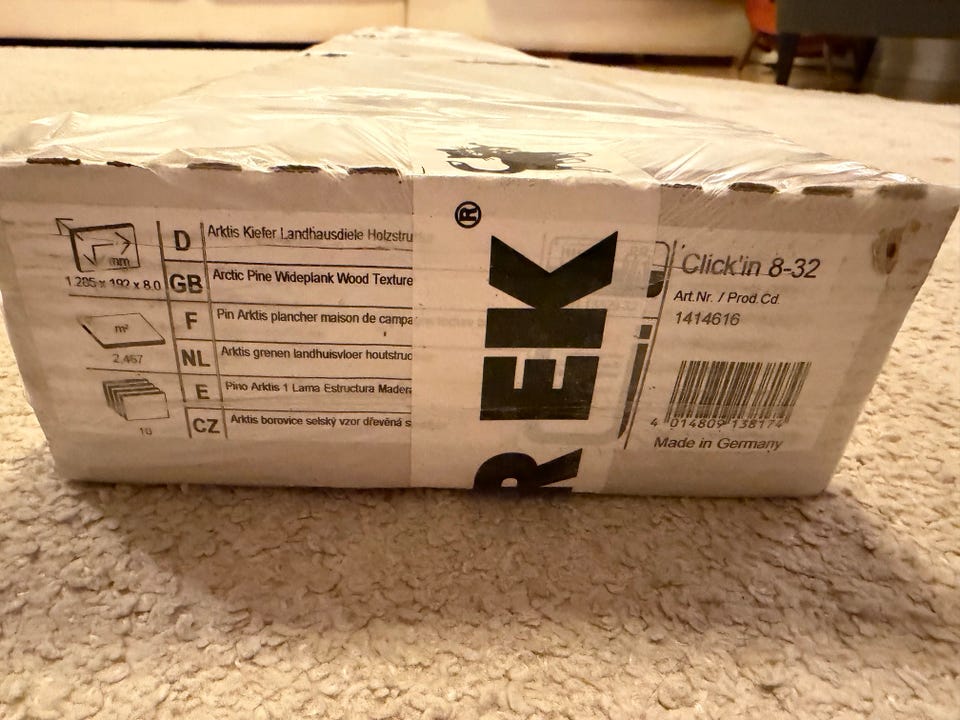 mm
1.285 x 192 x 8.0
m²
2,467
10
D Arktis Kiefer Landhausdiele Holzstru
GB Arctic Pine Wideplank Wood Texture
F Pin Arktis plancher maison de campa
NL Arktis grenen landhuisvloer houtstruc
E Pino Arktis 1 Lama Estructura Madera
CZ Arktis borovice selský vzor dřevěná s
REK®
Click'in 8-32
Art.Nr. / Prod.Cd.
1414616
4 014809 138174
Made in Germany